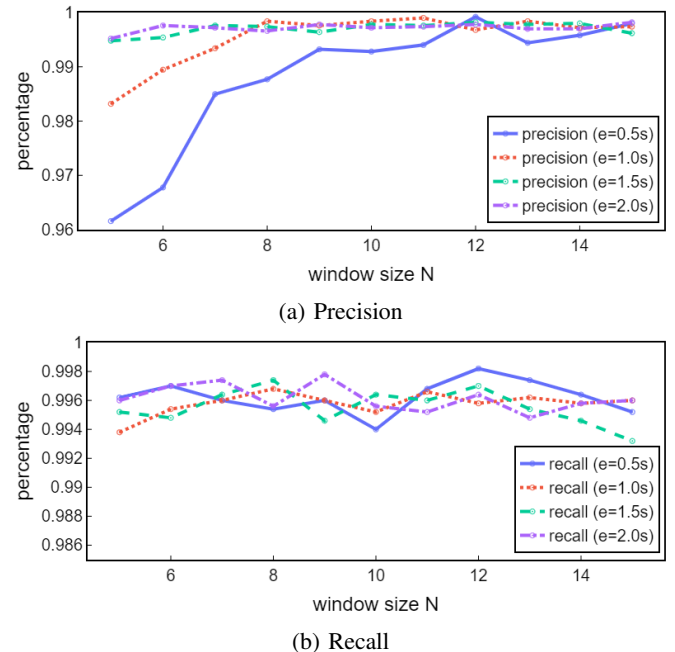 1
0.99
0.98
0.97
0.96
percentage
precision (e=0.5s)
precision (e=1.0s)
precision (e=1.5s)
precision (e=2.0s)
6 8 10 12 14
window size N
(a) Precision
1
0.998
0.996
0.994
0.992
0.99
0.988
0.986
percentage
recall (e=0.5s)
recall (e=1.0s)
recall (e=1.5s)
recall (e=2.0s)
6 8 10 12 14
window size N
(b) Recall